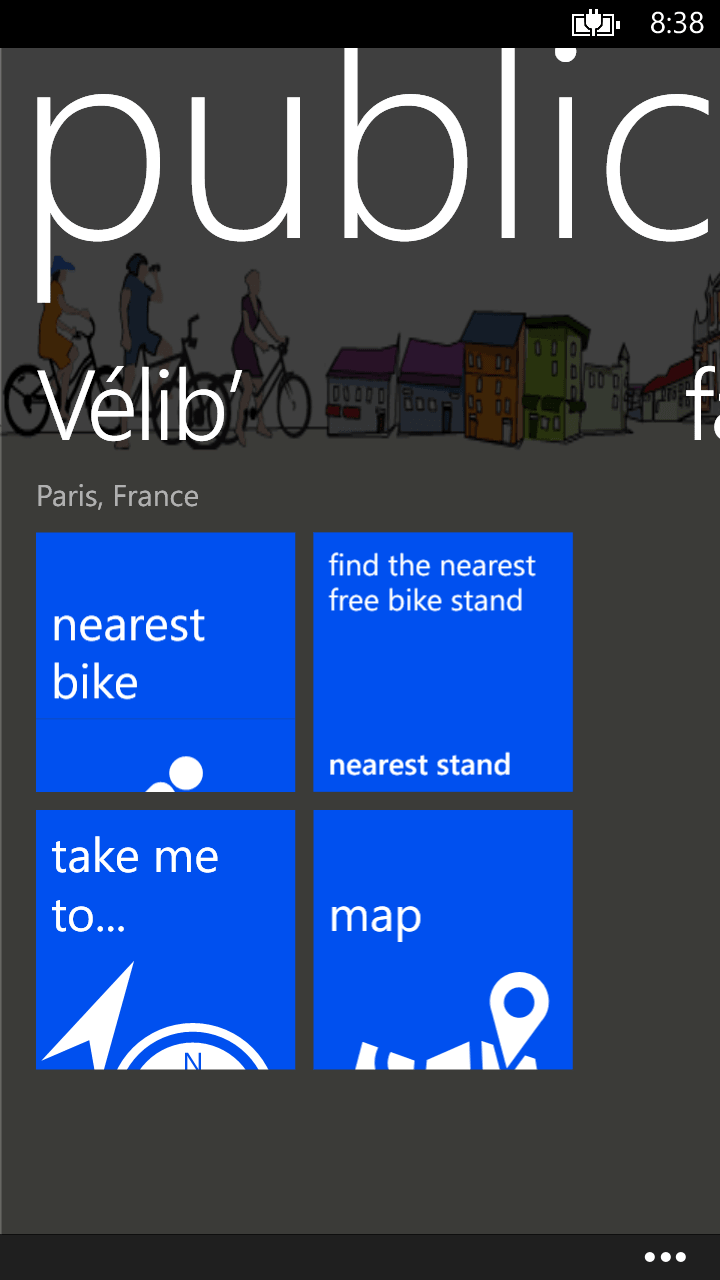 8:38
public
Vélib’
fa
Paris, France
nearest
bike
find the nearest
free bike stand
nearest stand
take me
to...
map
N